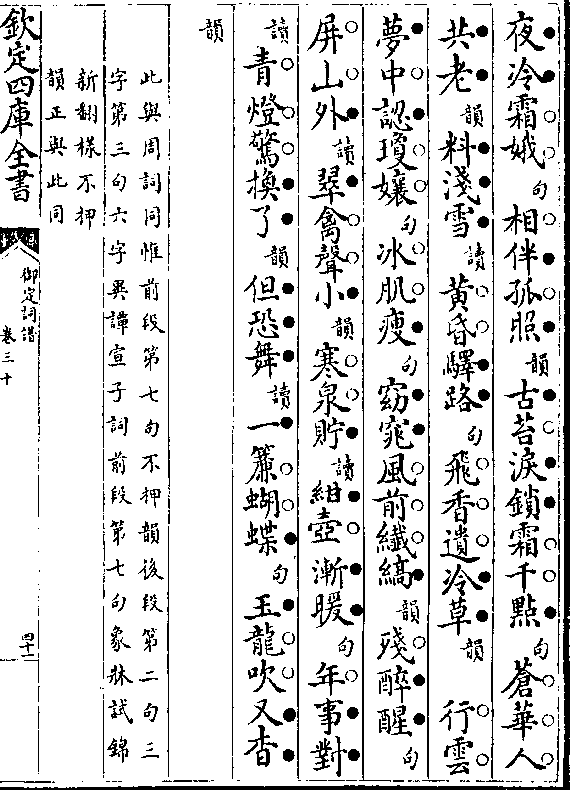 夜泠霜娥句相伴孤照韻古苔淚鎖霜千點句蒼華人
共老韻料淺雪讀黃昏驛路句飛香遺冷草韻行雲
夢中認瓊孃句冰肌瘦句窈窕風前纖縞韻殘醉醒句
屏山外讀翠禽聲小韻寒泉貯讀紺壺漸暖句年事對
讀青燈驚換了韻但恐舞讀一簾蝴蝶句玉龍吹又杳
韻
此與周詞同惟前段第七句不押韻後段第二句三
字第三句六字異譚宣子詞前段第七句象牀試錦
新翻樣不押
韻正與此同
欽定四庫全書
御定詞譜
卷三十
四十一